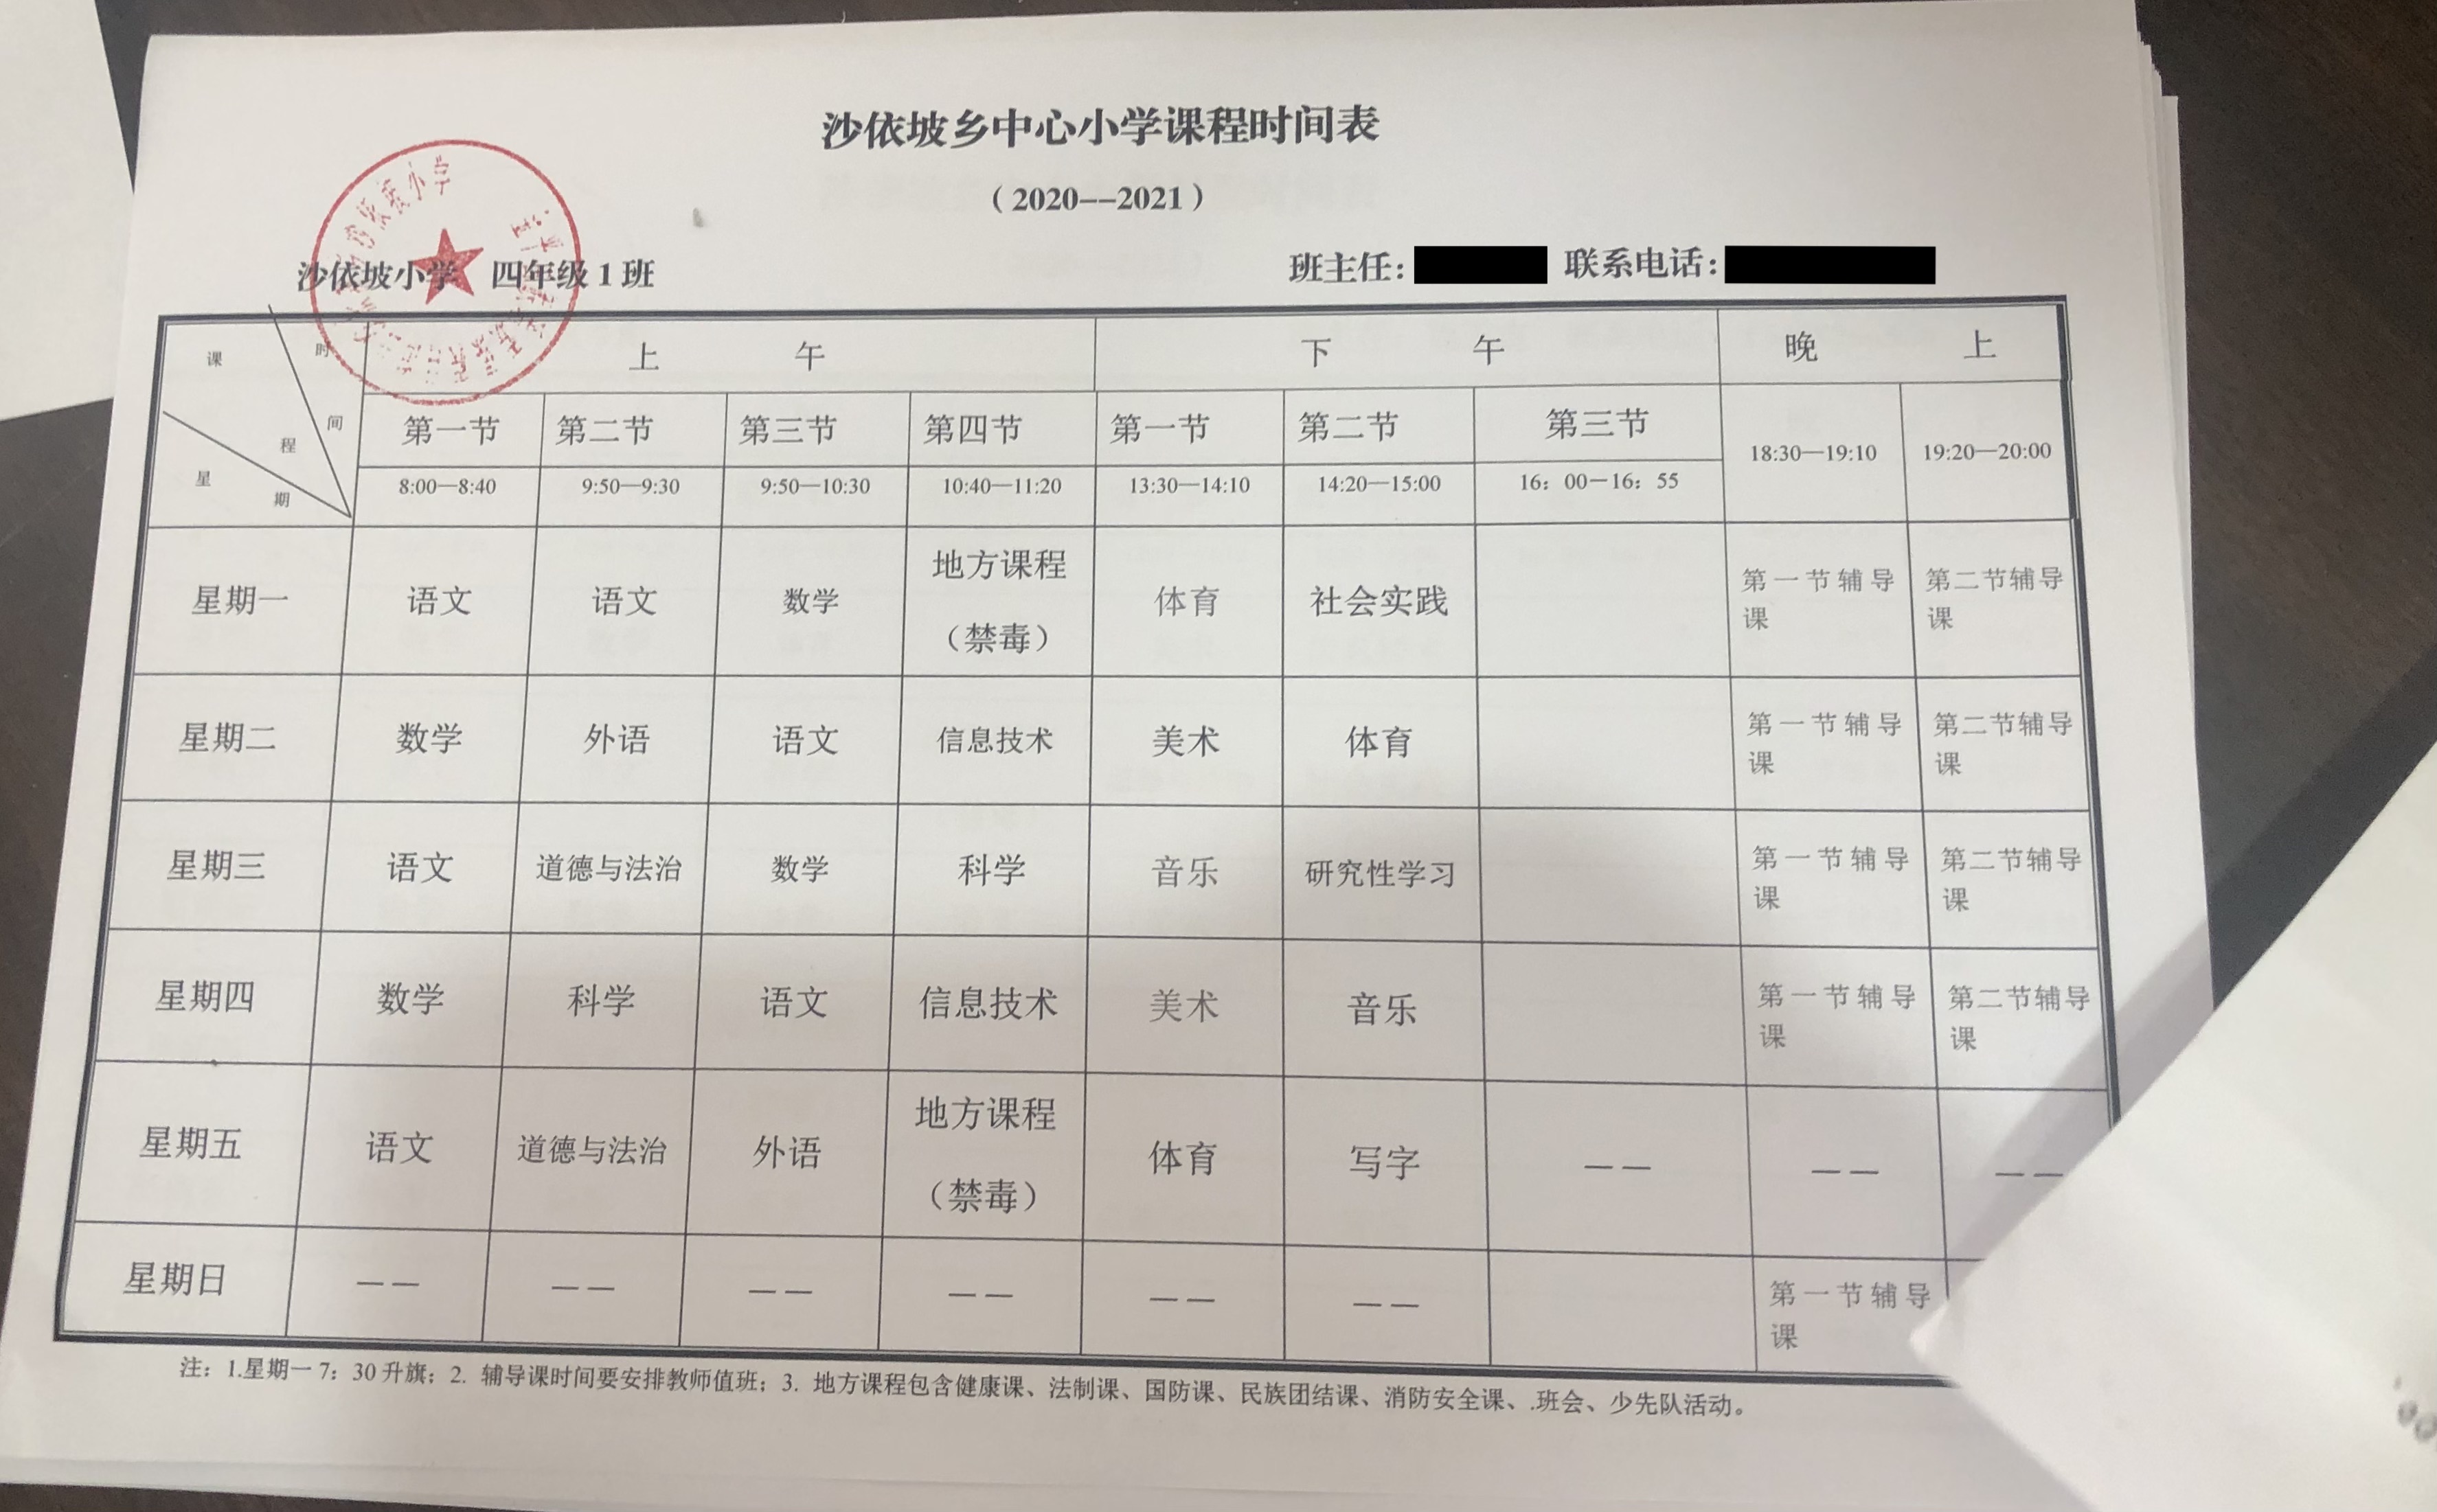 沙依坡乡中心小学课程时间表
（2020--2021）
沙依坡小学 四年级1班 班主任: 联系电话:
课 时 间 程 星 期 上 午 下 午 晚 上
第一节 第二节 第三节 第四节 第一节 第二节 第三节 18:30—19:10 19:20—20:00
8:00—8:40 9:50—9:30 9:50—10:30 10:40—11:20 13:30—14:10 14:20—15:00 16：00－16：55
星期一 语文 语文 数学 地方课程（禁毒） 体育 社会实践 第一节辅导课 第二节辅导课
星期二 数学 外语 语文 信息技术 美术 体育 第一节辅导课 第二节辅导课
星期三 语文 道德与法治 数学 科学 音乐 研究性学习 第一节辅导课 第二节辅导课
星期四 数学 科学 语文 信息技术 美术 音乐 第一节辅导课 第二节辅导课
星期五 语文 道德与法治 外语 地方课程（禁毒） 体育 写字 —— —— ——
星期日 —— —— —— —— —— —— 第一节辅导课
注：1.星期一 7：30 升旗；2. 辅导课时间要安排教师值班；3. 地方课程包含健康课、法制课、国防课、民族团结课、消防安全课、.班会、少先队活动。